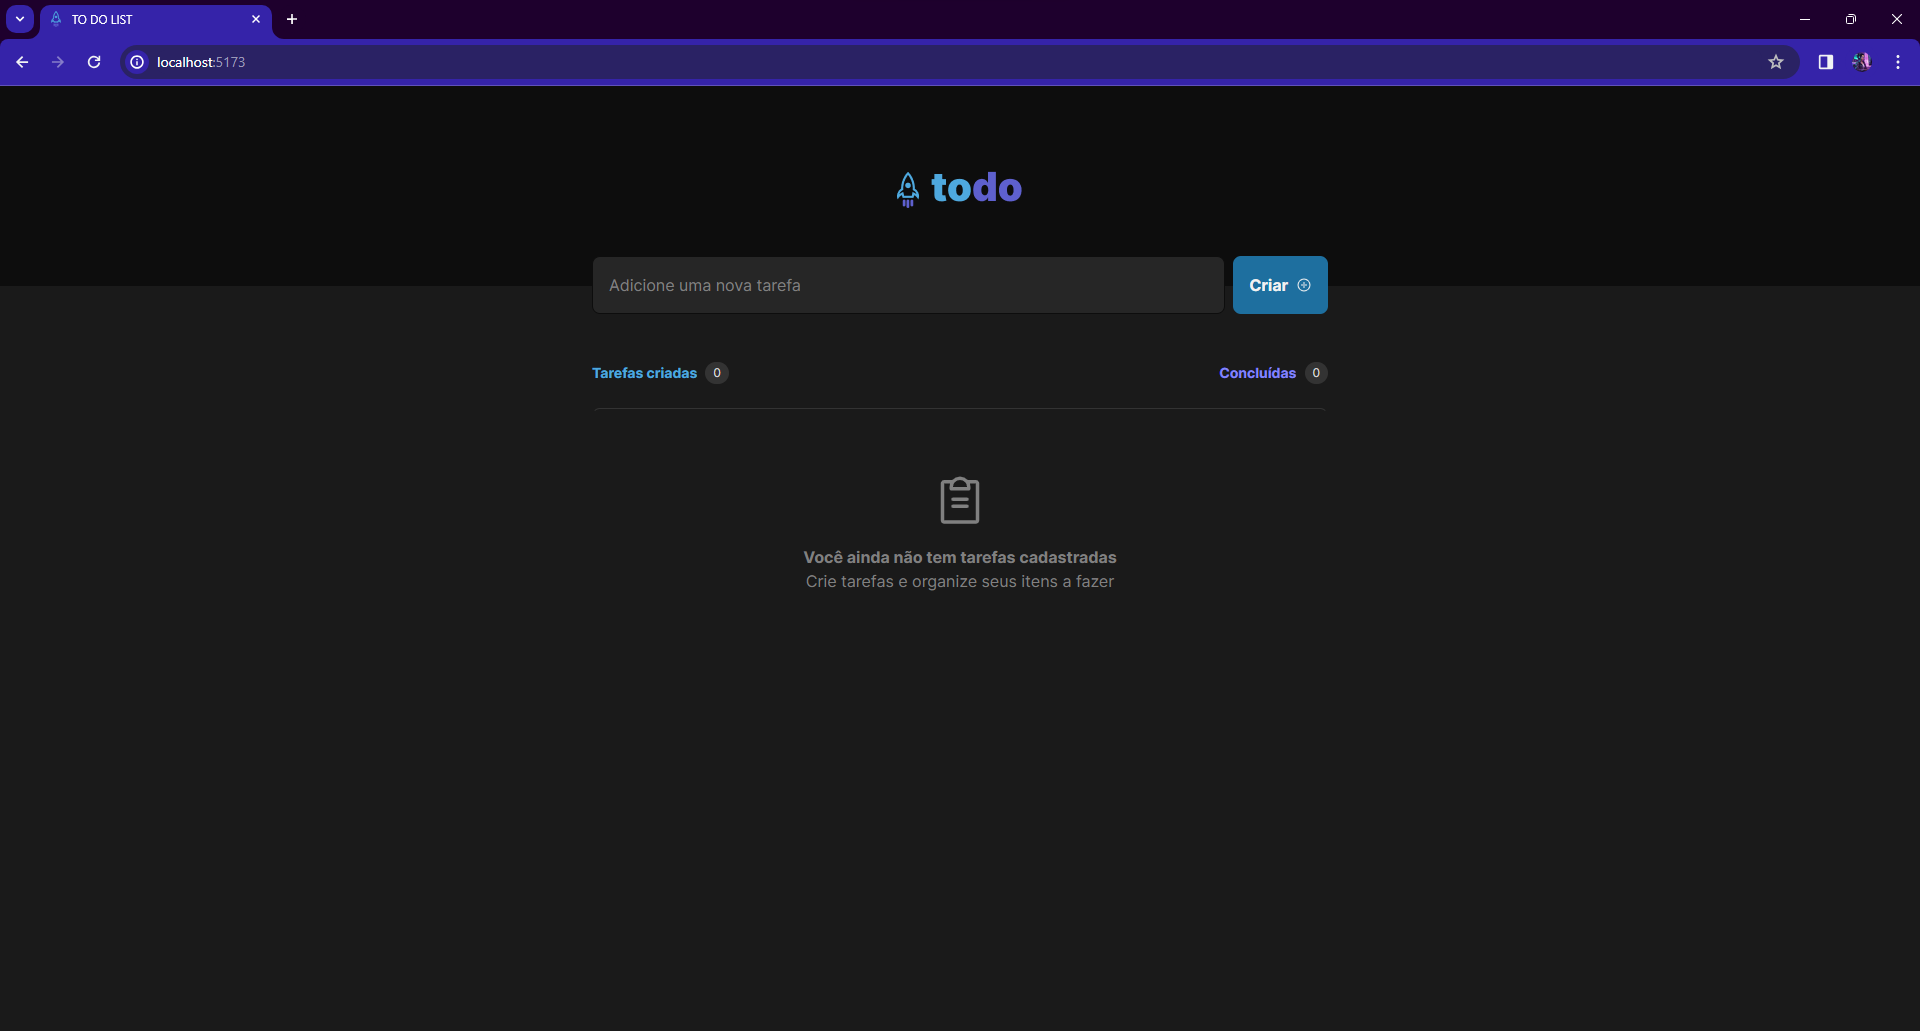 TO DO LIST
localhost:5173
todo
Adicione uma nova tarefa
Criar
Tarefas criadas 0
Concluídas 0
Você ainda não tem tarefas cadastradas
Crie tarefas e organize seus itens a fazer